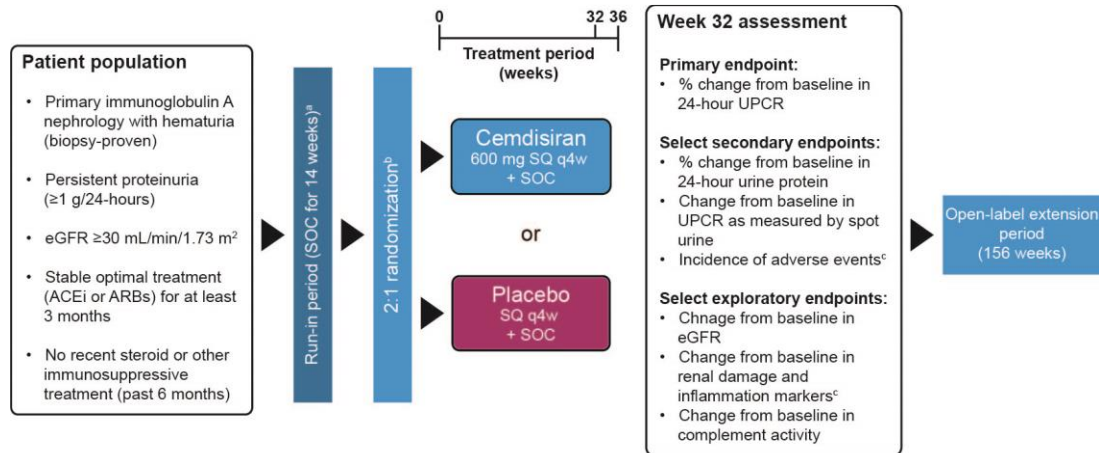 Patient population
• Primary immunoglobulin A
nephrology with hematuria
(biopsy-proven)
• Persistent proteinuria
(≥1 g/24-hours)
• eGFR ≥30 mL/min/1.73 m²
• Stable optimal treatment
(ACEi or ARBs) for at least
3 months
• No recent steroid or other
immunosuppressive
treatment (past 6 months)
Run-in period (SOC for 14 weeks)ᵃ
2:1 randomizationᵇ
0 32 36
Treatment period
(weeks)
Cemdisiran
600 mg SQ q4w
+ SOC
or
Placebo
SQ q4w
+ SOC
Week 32 assessment
Primary endpoint:
• % change from baseline in
24-hour UPCR
Select secondary endpoints:
• % change from baseline in
24-hour urine protein
• Change from baseline in
UPCR as measured by spot
urine
• Incidence of adverse eventsᶜ
Select exploratory endpoints:
• Chnage from baseline in
eGFR
• Change from baseline in
renal damage and
inflammation markersᶜ
• Change from baseline in
complement activity
Open-label extension
period
(156 weeks)